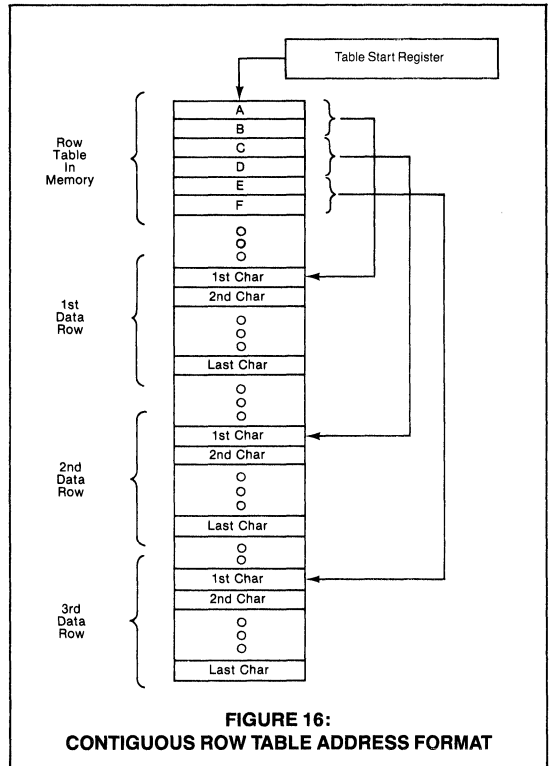 Table Start Register
Row
Table
In
Memory
A
B
C
D
E
F
1st
Data
Row
1st Char
2nd Char
Last Char
2nd
Data
Row
1st Char
2nd Char
Last Char
3rd
Data
Row
1st Char
2nd Char
Last Char
FIGURE 16:
CONTIGUOUS ROW TABLE ADDRESS FORMAT